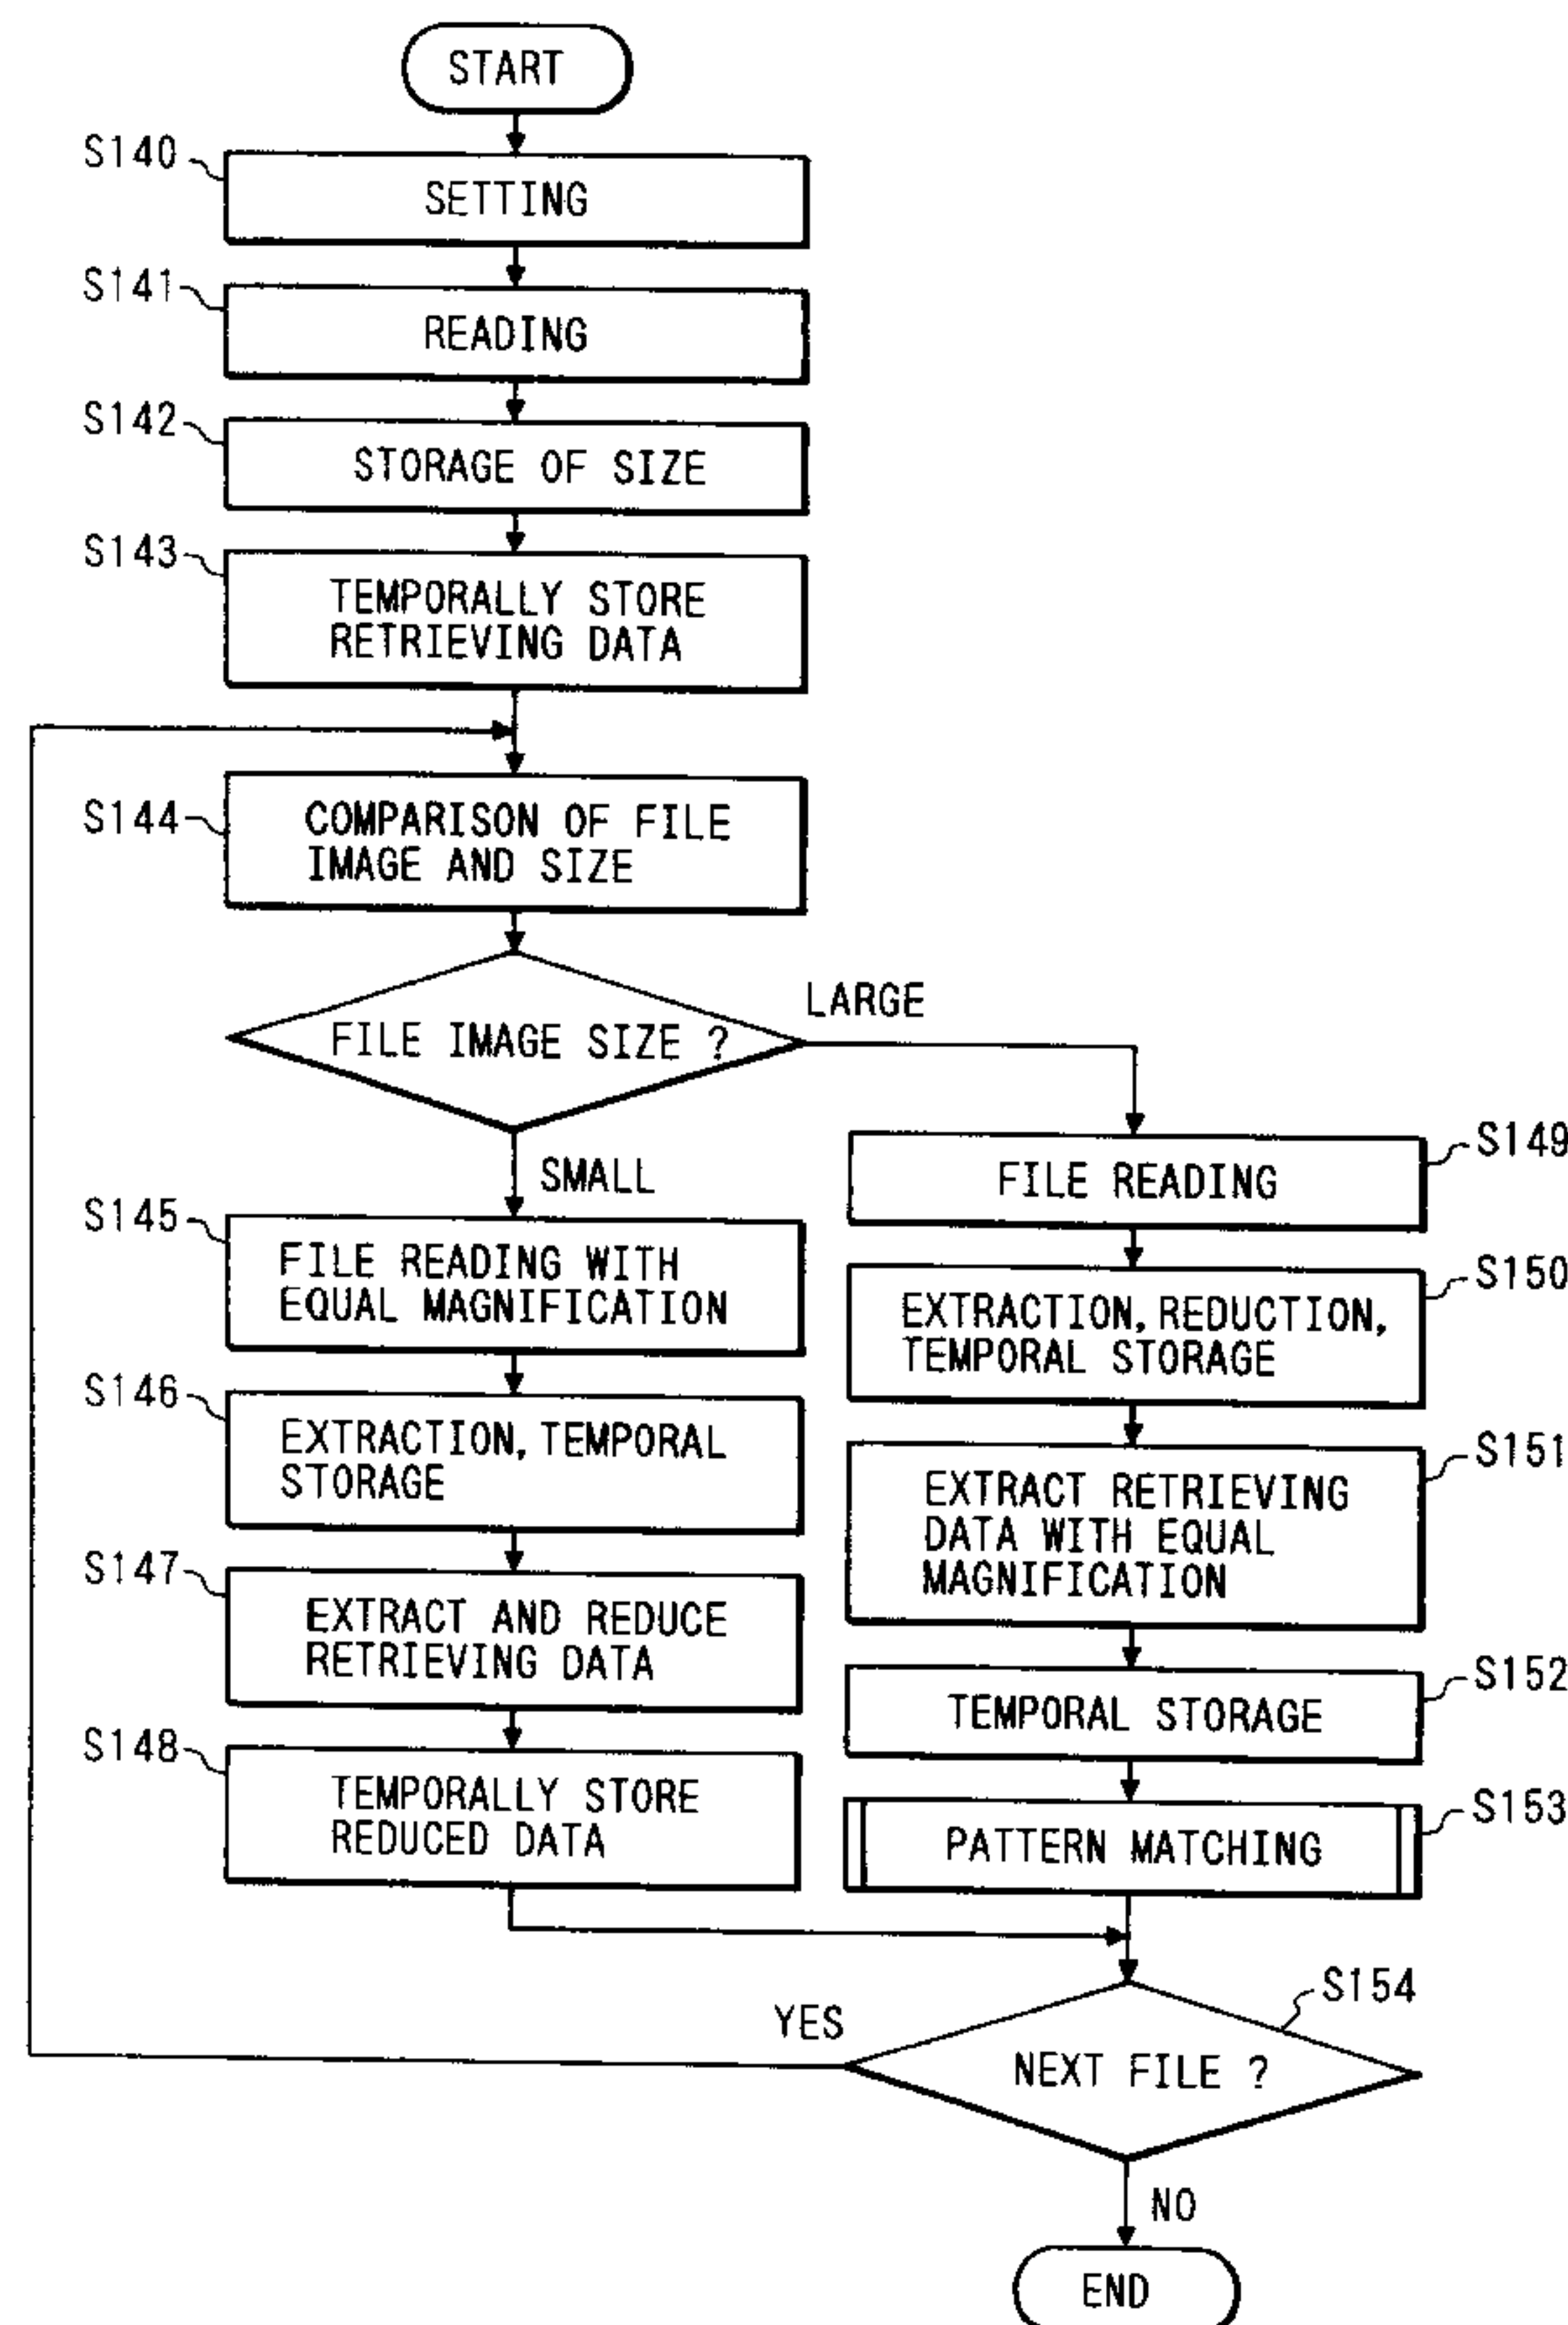 START
S140
SETTING
S141
READING
S142
STORAGE OF SIZE
S143
TEMPORALLY STORE
RETRIEVING DATA
S144
COMPARISON OF FILE
IMAGE AND SIZE
FILE IMAGE SIZE ?
LARGE
SMALL
S145
FILE READING WITH
EQUAL MAGNIFICATION
S146
EXTRACTION, TEMPORAL
STORAGE
S147
EXTRACT AND REDUCE
RETRIEVING DATA
S148
TEMPORALLY STORE
REDUCED DATA
S149
FILE READING
S150
EXTRACTION, REDUCTION,
TEMPORAL STORAGE
S151
EXTRACT RETRIEVING
DATA WITH EQUAL
MAGNIFICATION
S152
TEMPORAL STORAGE
S153
PATTERN MATCHING
S154
NEXT FILE ?
YES
NO
END